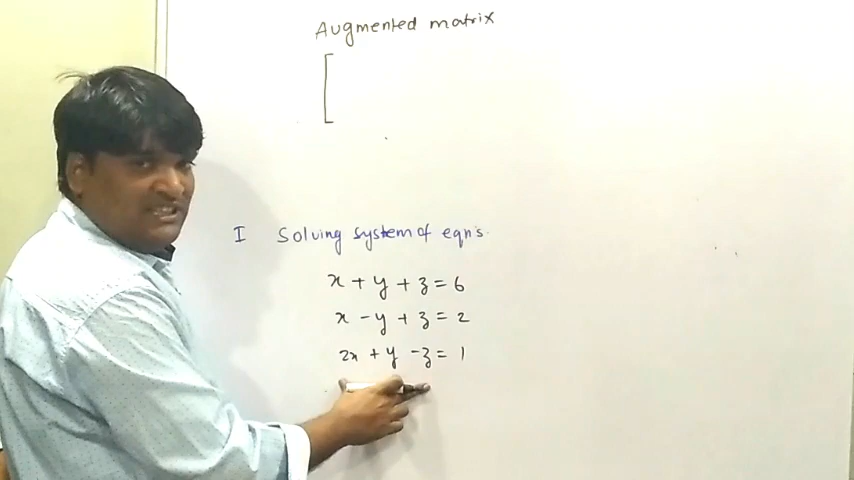 Augmented matrix
[
I Solving system of eqn's.
x + y + z = 6
x - y + z = 2
2x + y - z = 1